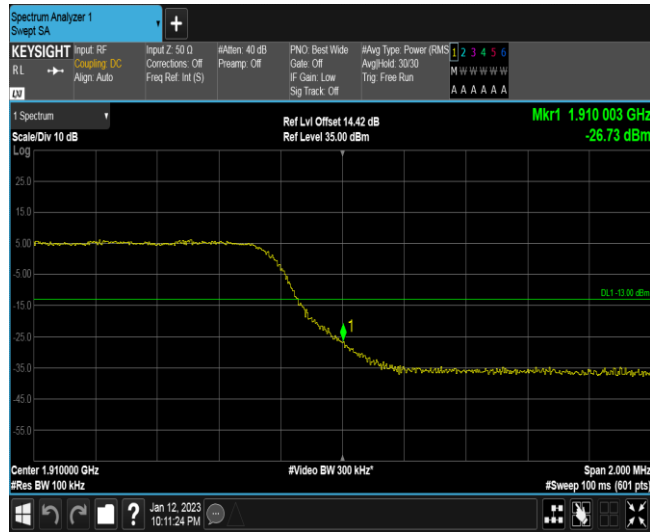 Spectrum Analyzer 1
Swept SA
+
KEYSIGHT Input: RF Input Z: 50 Ω #Atten: 40 dB PNO: Best Wide #Avg Type: Power (RMS 1 2 3 4 5 6
RL Coupling: DC Corrections: Off Preamp: Off Gate: Off Avg|Hold: 30/30 M W W W W W
Align: Auto Freq Ref: Int (S) IF Gain: Low Trig: Free Run
LXI Sig Track: Off A A A A A A
1 Spectrum Ref Lvl Offset 14.42 dB Mkr1 1.910 003 GHz
Scale/Div 10 dB Ref Level 35.00 dBm -26.73 dBm
Log
25.0
15.0
5.00
-5.00
DL1 -13.00 dBm
-15.0
1
-25.0
-35.0
-45.0
-55.0
Center 1.910000 GHz #Video BW 300 kHz* Span 2.000 MHz
#Res BW 100 kHz #Sweep 100 ms (601 pts)
? Jan 12, 2023
10:11:24 PM